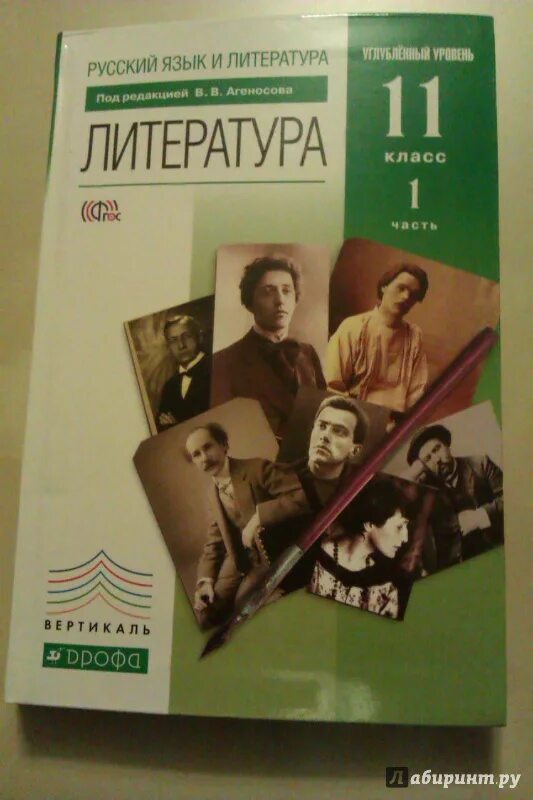 РУССКИЙ ЯЗЫК И ЛИТЕРАТУРА
Под редакцией В. В. Агеносова
ЛИТЕРАТУРА
ФГОС
УГЛУБЛЁННЫЙ УРОВЕНЬ
11
КЛАСС
1
ЧАСТЬ
ВЕРТИКАЛЬ
ДРОФА
Лабиринт.ру